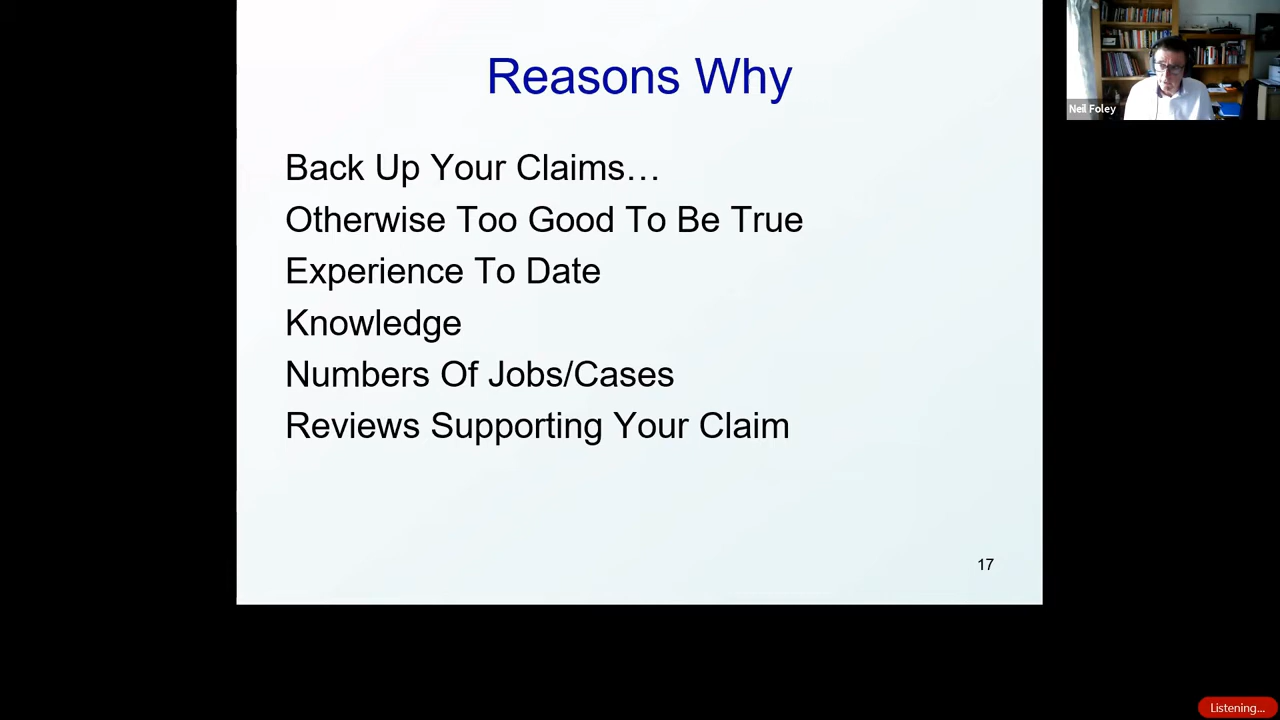 Reasons Why
Neil Foley
Back Up Your Claims…
Otherwise Too Good To Be True
Experience To Date
Knowledge
Numbers Of Jobs/Cases
Reviews Supporting Your Claim
17
Listening...